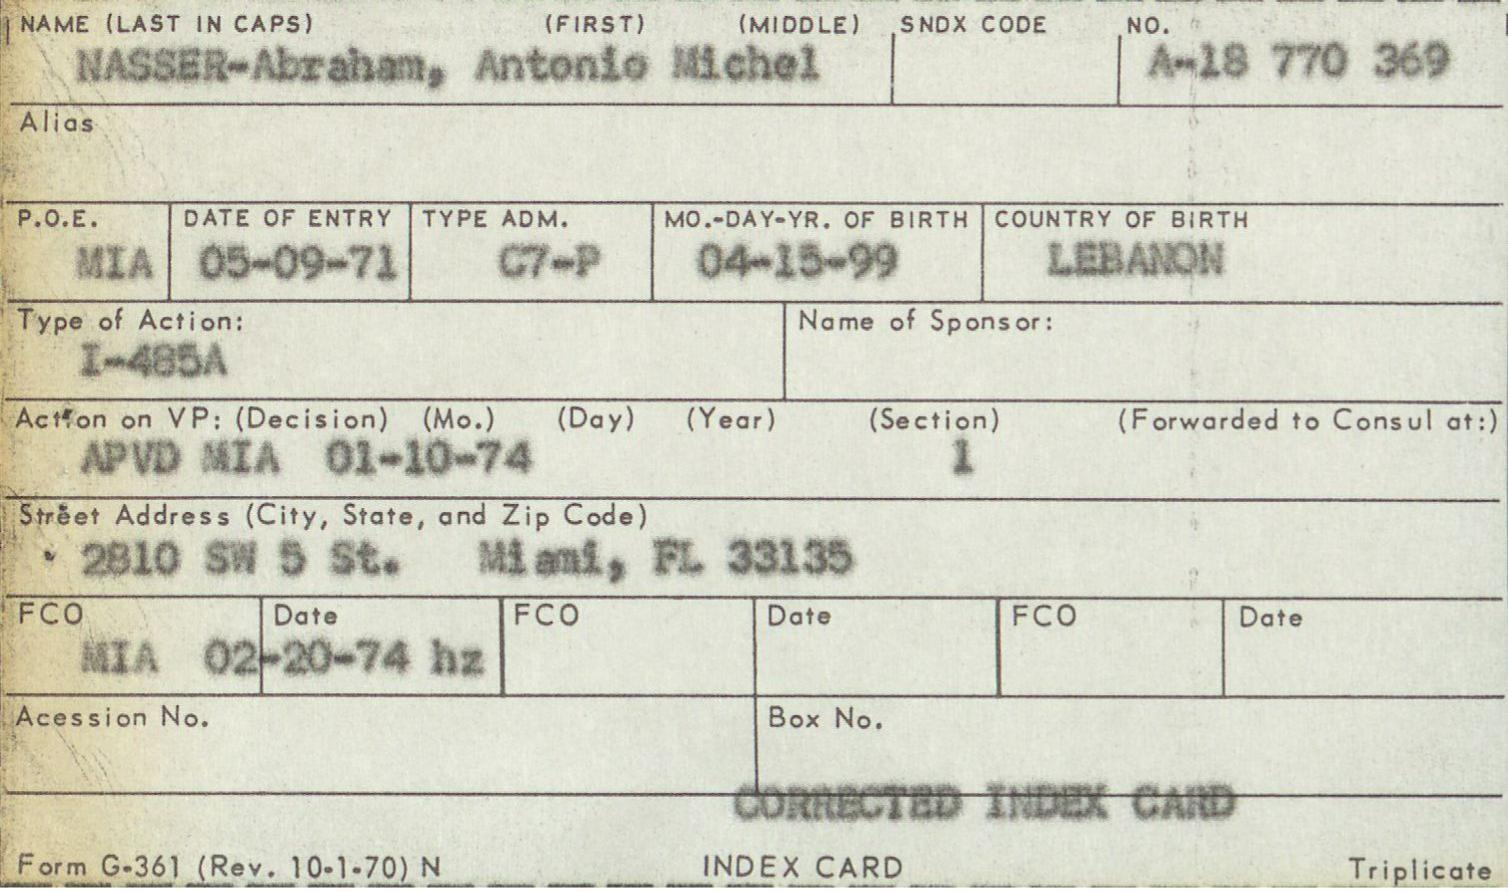 NAME (LAST IN CAPS) (FIRST) (MIDDLE) SNDX CODE NO.
NASSER-Abraham, Antonio Michel A-18 770 369
Alias
P.O.E. DATE OF ENTRY TYPE ADM. MO.-DAY-YR. OF BIRTH COUNTRY OF BIRTH
MIA 05-09-71 C7-P 04-15-99 LEBANON
Type of Action: Name of Sponsor:
I-485A
Action on VP: (Decision) (Mo.) (Day) (Year) (Section) (Forwarded to Consul at:)
APVD MIA 01-10-74 1
Street Address (City, State, and Zip Code)
2810 SW 5 St. Miami, FL 33135
FCO Date FCO Date FCO Date
MIA 02-20-74 hz
Acession No. Box No.
CORRECTED INDEX CARD
Form G-361 (Rev. 10-1-70) N INDEX CARD Triplicate